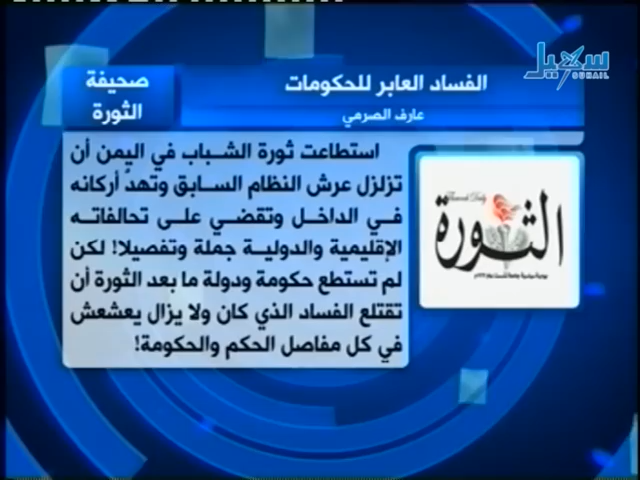 سهيل
SUHAIL
الفساد العابر للحكومات
عارف الصرمي
صحيفة
الثورة
استطاعت ثورة الشباب في اليمن أن
تزلزل عرش النظام السابق وتهدّ أركانه
في الداخل وتقضي على تحالفاته
الإقليمية والدولية جملة وتفصيلا! لكن
لم تستطع حكومة ودولة ما بعد الثورة أن
تقتلع الفساد الذي كان ولا يزال يعشعش
في كل مفاصل الحكم والحكومة!
الثورة